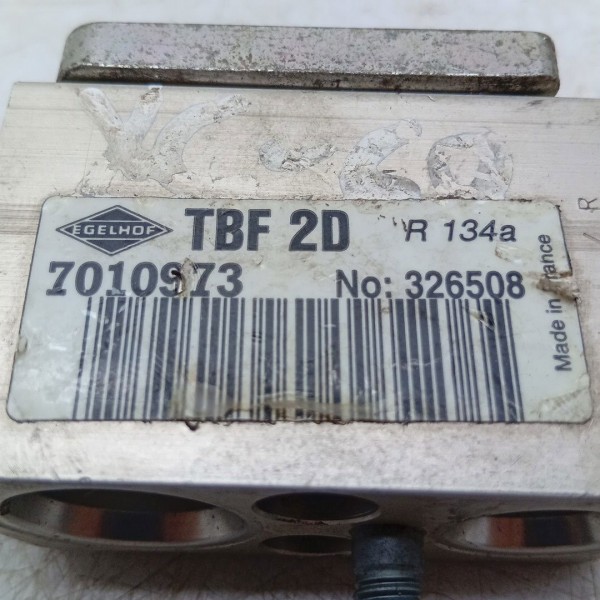 EGELHOF TBF 2D R 134a
7010973 No: 326508
Made in France
R